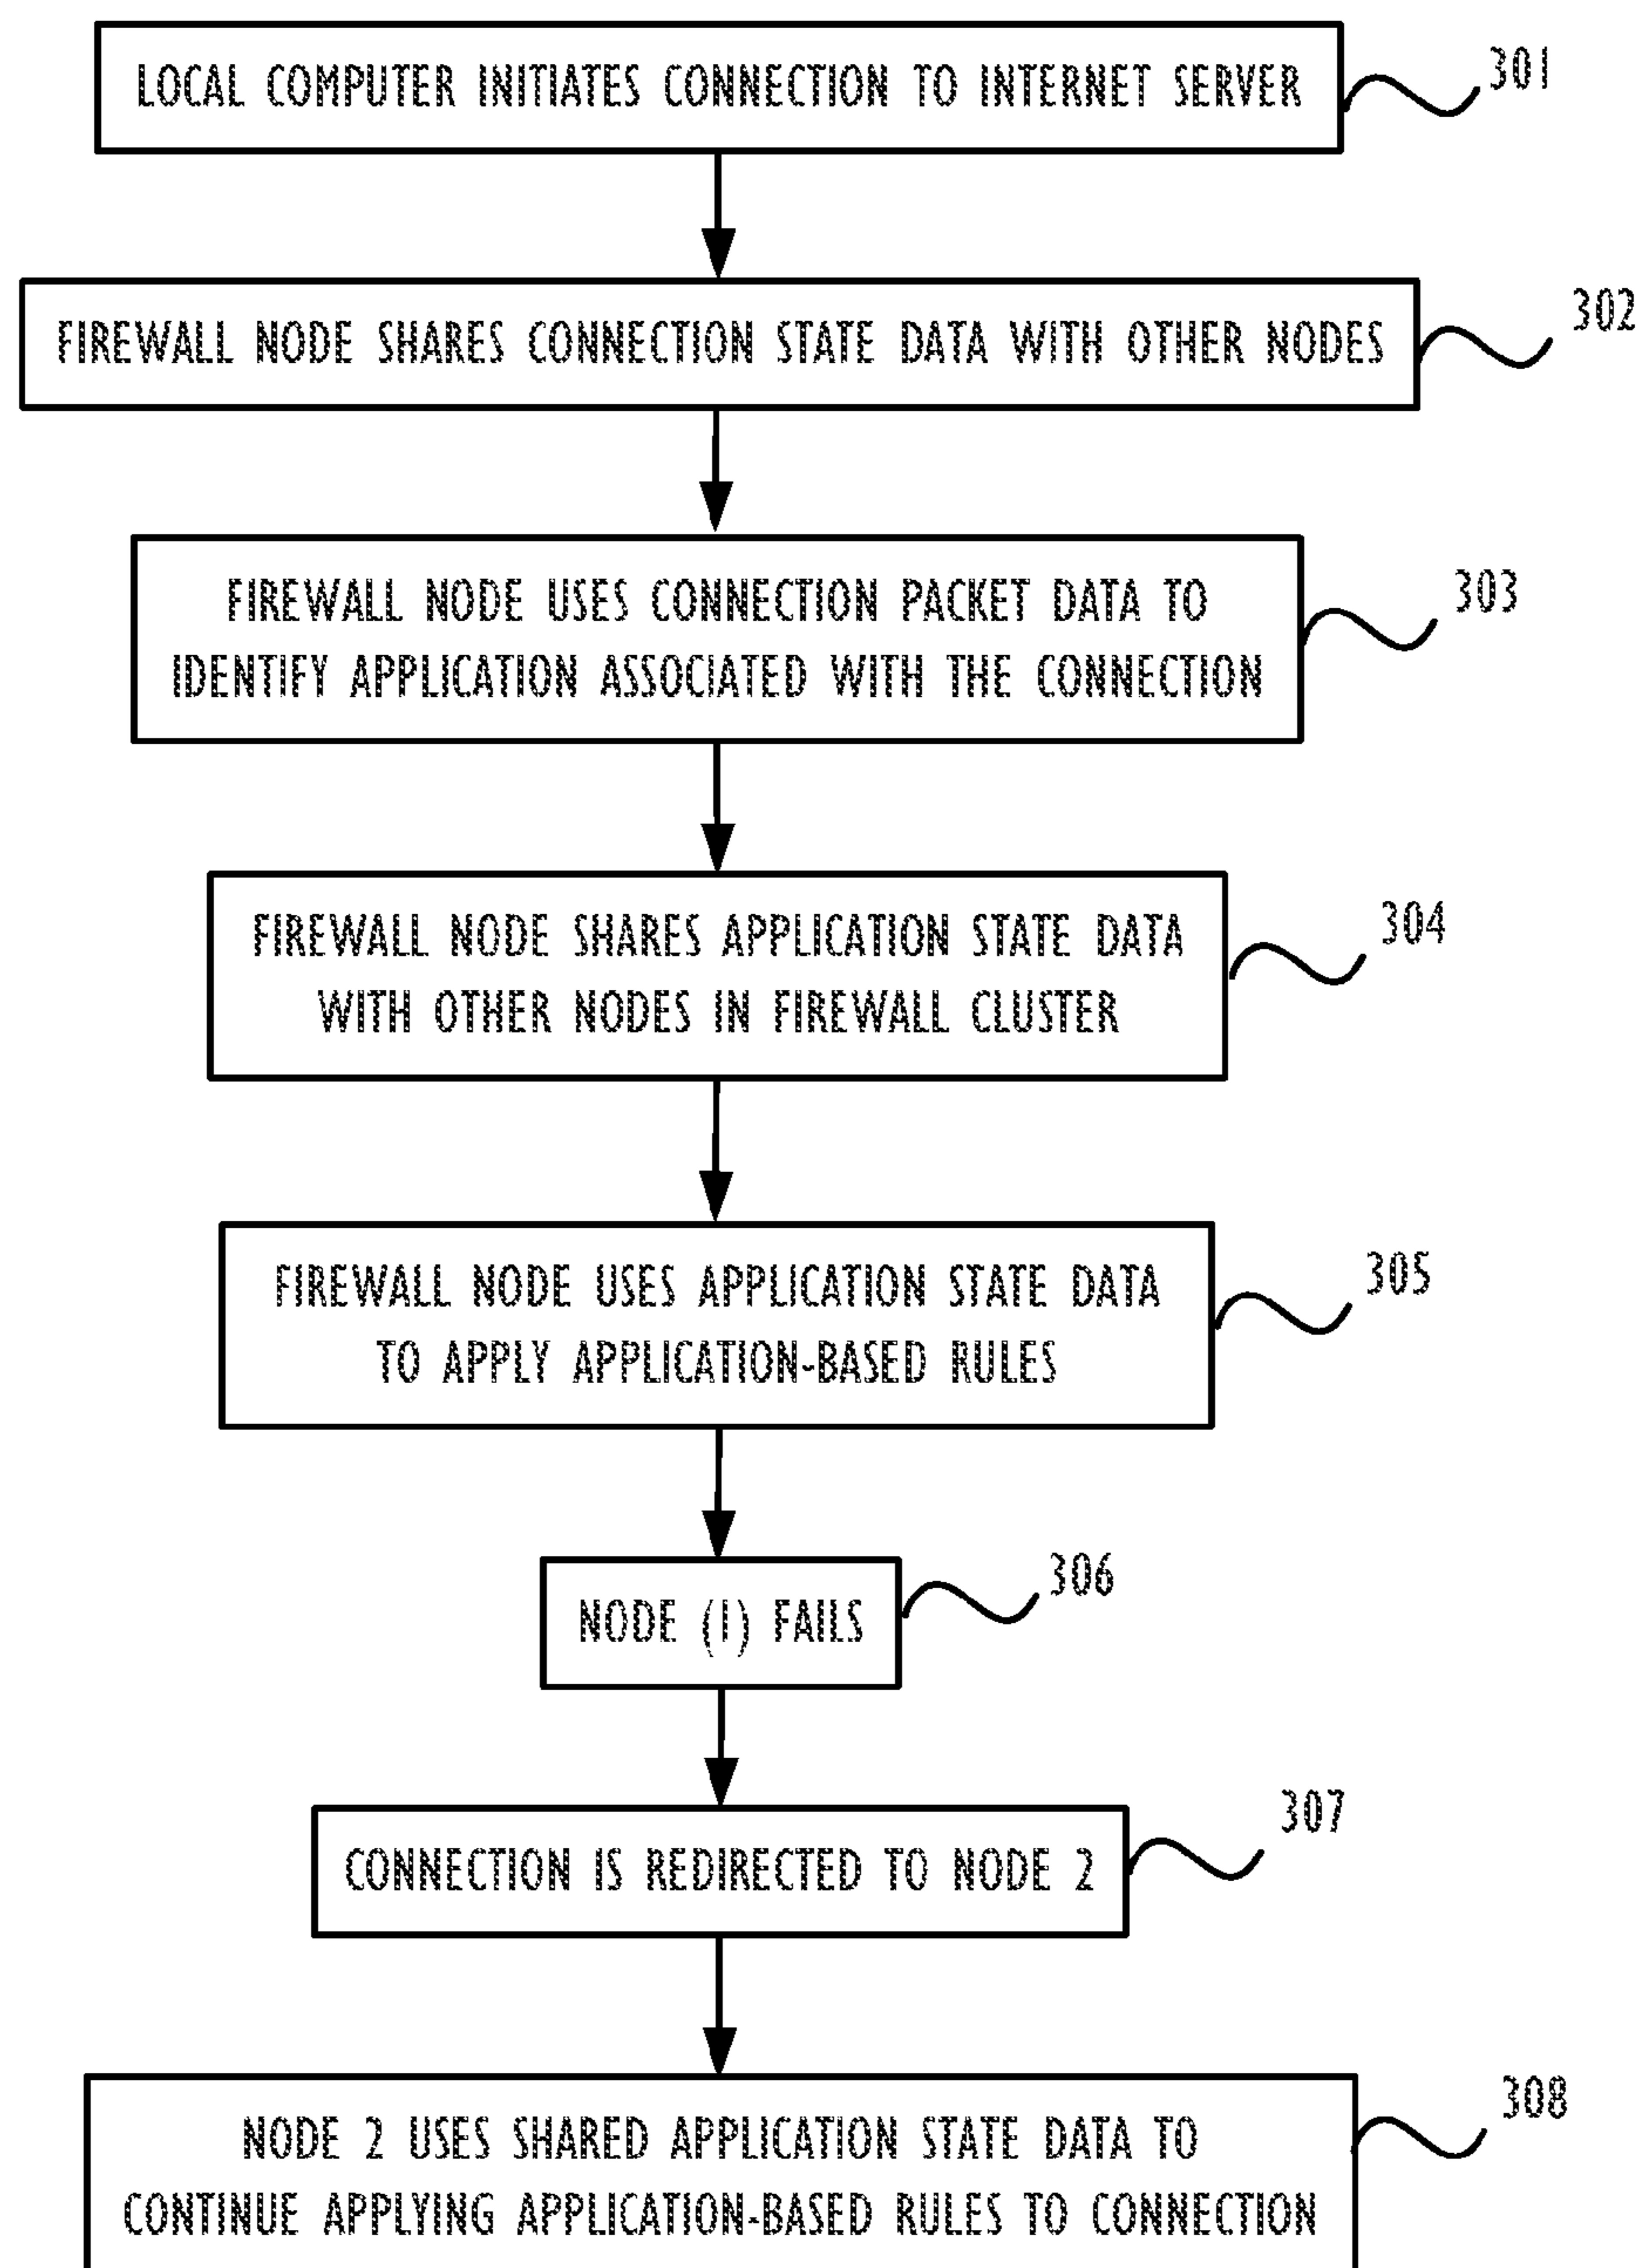 LOCAL COMPUTER INITIATES CONNECTION TO INTERNET SERVER
301
FIREWALL NODE SHARES CONNECTION STATE DATA WITH OTHER NODES
302
FIREWALL NODE USES CONNECTION PACKET DATA TO
IDENTIFY APPLICATION ASSOCIATED WITH THE CONNECTION
303
FIREWALL NODE SHARES APPLICATION STATE DATA
WITH OTHER NODES IN FIREWALL CLUSTER
304
FIREWALL NODE USES APPLICATION STATE DATA
TO APPLY APPLICATION-BASED RULES
305
NODE (1) FAILS
306
CONNECTION IS REDIRECTED TO NODE 2
307
NODE 2 USES SHARED APPLICATION STATE DATA TO
CONTINUE APPLYING APPLICATION-BASED RULES TO CONNECTION
308